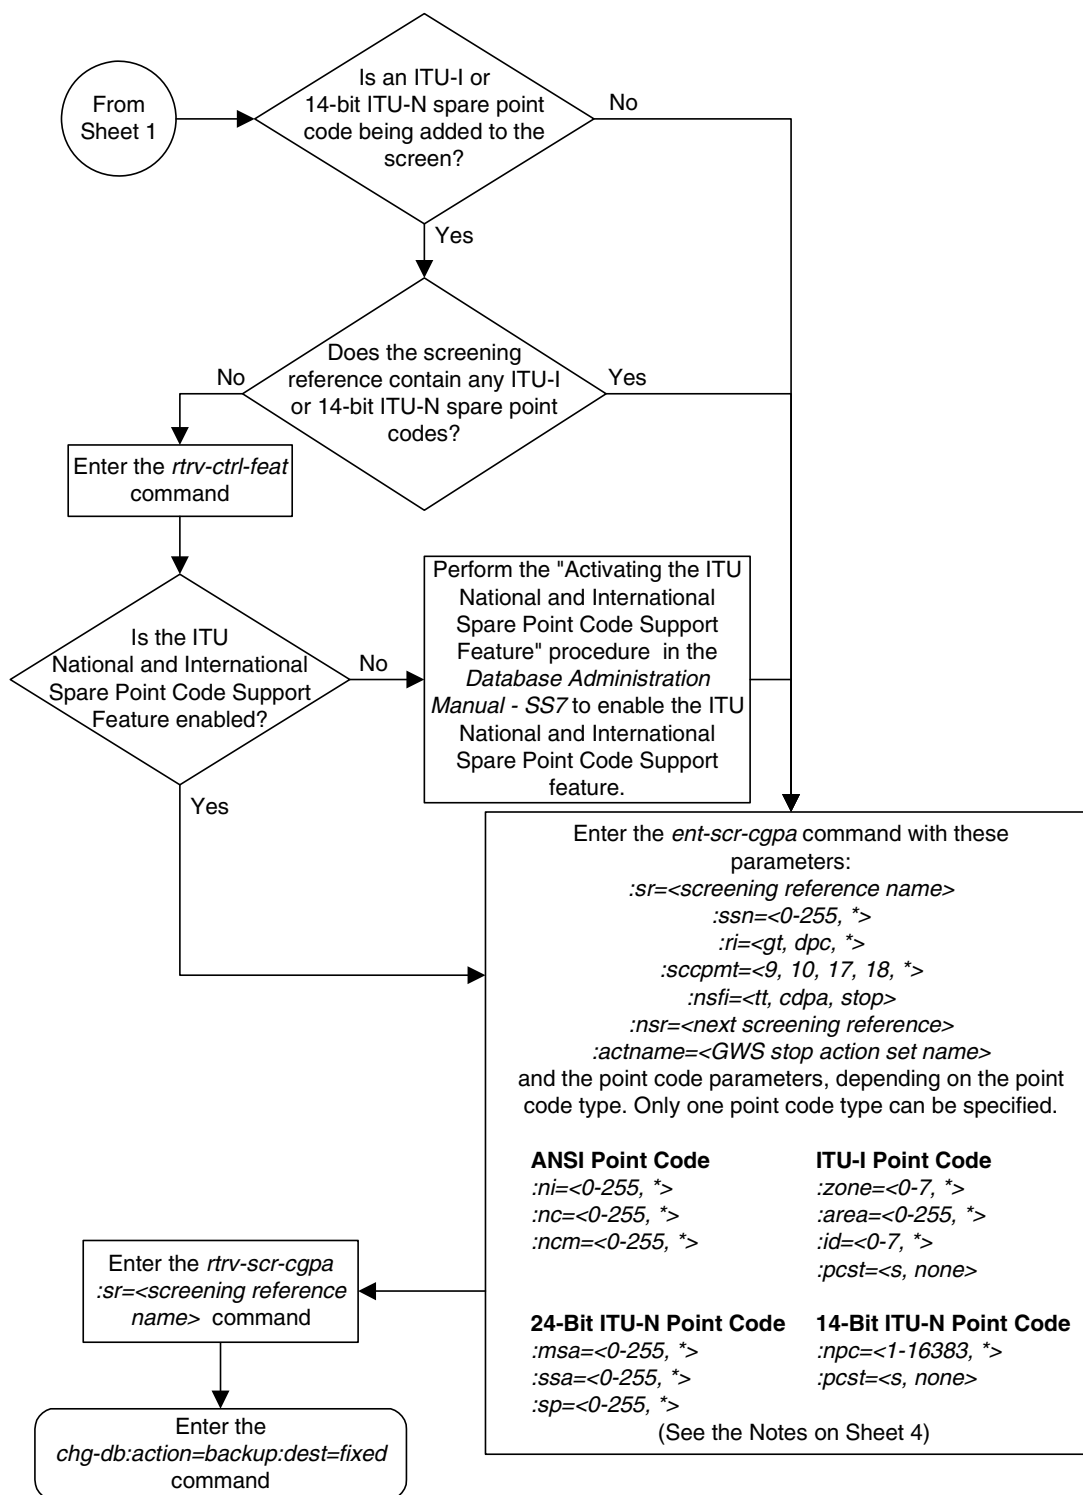 From
Sheet 1
Is an ITU-I or
14-bit ITU-N spare point
code being added to the
screen?
No
Yes
Does the screening
reference contain any ITU-I
or 14-bit ITU-N spare point
codes?
No
Yes
Enter the rtrv-ctrl-feat
command
Is the ITU
National and International
Spare Point Code Support
Feature enabled?
No
Yes
Perform the "Activating the ITU
National and International
Spare Point Code Support
Feature" procedure in the
Database Administration
Manual - SS7 to enable the ITU
National and International
Spare Point Code Support
feature.
Enter the ent-scr-cgpa command with these
parameters:
:sr=<screening reference name>
:ssn=<0-255, *>
:ri=<gt, dpc, *>
:sccpmt=<9, 10, 17, 18, *>
:nsfi=<tt, cdpa, stop>
:nsr=<next screening reference>
:actname=<GWS stop action set name>
and the point code parameters, depending on the point
code type. Only one point code type can be specified.
ANSI Point Code
:ni=<0-255, *>
:nc=<0-255, *>
:ncm=<0-255, *>
ITU-I Point Code
:zone=<0-7, *>
:area=<0-255, *>
:id=<0-7, *>
:pcst=<s, none>
24-Bit ITU-N Point Code
:msa=<0-255, *>
:ssa=<0-255, *>
:sp=<0-255, *>
14-Bit ITU-N Point Code
:npc=<1-16383, *>
:pcst=<s, none>
(See the Notes on Sheet 4)
Enter the rtrv-scr-cgpa
:sr=<screening reference
name> command
Enter the
chg-db:action=backup:dest=fixed
command